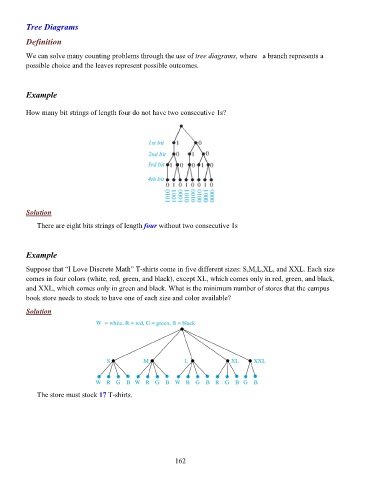 Tree Diagrams
Definition
We can solve many counting problems through the use of tree diagrams, where a branch represents a
possible choice and the leaves represent possible outcomes.
Example
How many bit strings of length four do not have two consecutive 1s?
1st bit 1 0
2nd bit 0 1 0
3rd bit 1 0 0 1 0
4th bit
0 1 0 1 0 0 1 0
Solution
There are eight bits strings of length four without two consecutive 1s
Example
Suppose that “I Love Discrete Math” T-shirts come in five different sizes: S,M,L,XL, and XXL. Each size
comes in four colors (white, red, green, and black), except XL, which comes only in red, green, and black,
and XXL, which comes only in green and black. What is the minimum number of stores that the campus
book store needs to stock to have one of each size and color available?
Solution
W = white, R = red, G = green, B = black
S M L XL XXL
W R G B W R G B W R G B R G B G B
The store must stock 17 T-shirts.
162